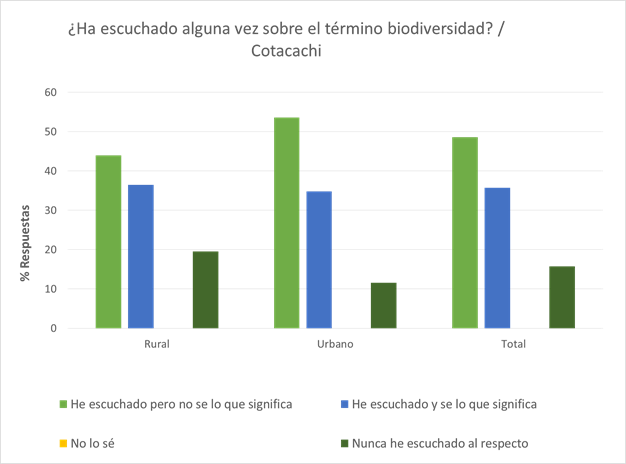 ¿Ha escuchado alguna vez sobre el término biodiversidad? /
Cotacachi
% Respuestas
60
50
40
30
20
10
0
Rural
Urbano
Total
He escuchado pero no se lo que significa
He escuchado y se lo que significa
No lo sé
Nunca he escuchado al respecto